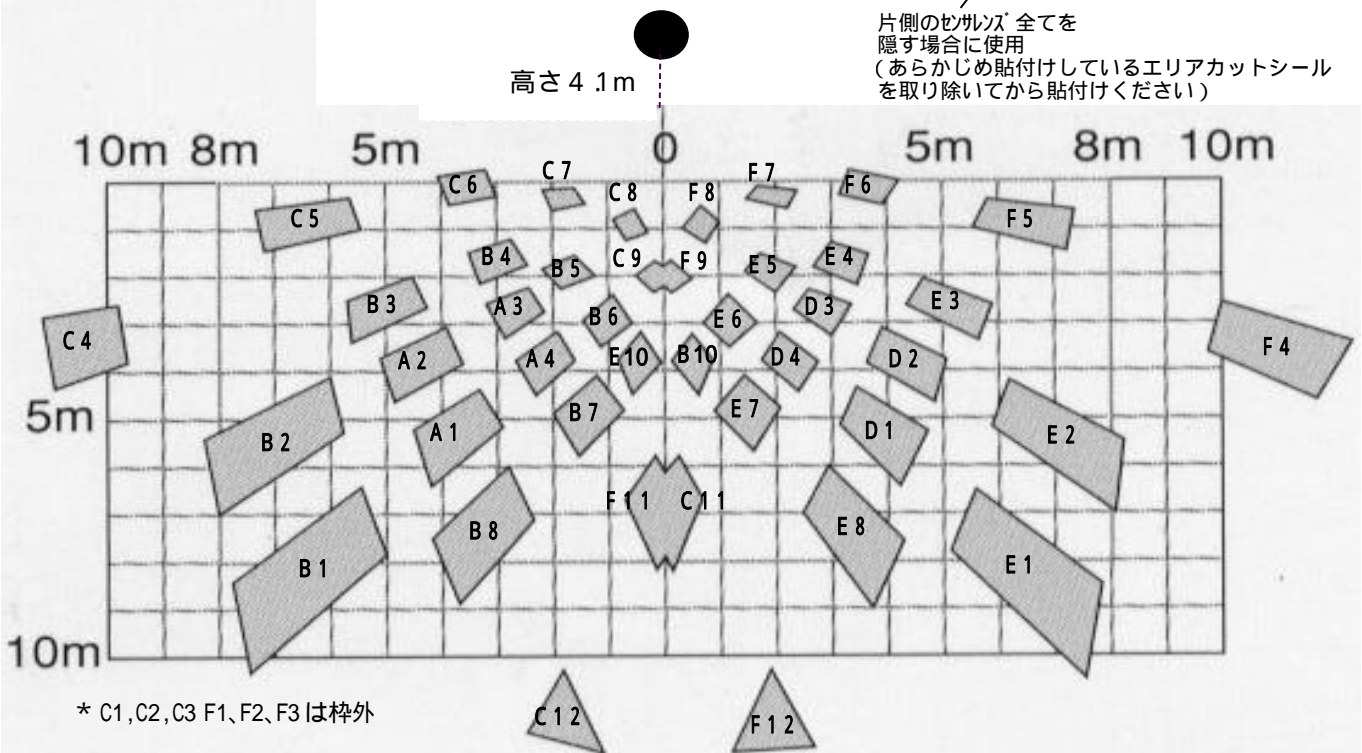 片側のｾﾝｻﾚﾝｽﾞ全てを
隠す場合に使用
(あらかじめ貼付けしているエリアカットシール
を取り除いてから貼付けください)
高さ4.1m
10m 8m 5m 0 5m 8m 10m
C6 C7 C8 F8 F7 F6
C5 F5
B4 B5 C9 F9 E5 E4
B3 A3 B6 E6 D3 E3
C4 A2 A4 E10 B10 D4 D2 F4
5m B2 A1 B7 E7 D1 E2
B1 B8 F11 C11 E8 E1
10m
C12 F12
* C1,C2,C3 F1、F2、F3は枠外